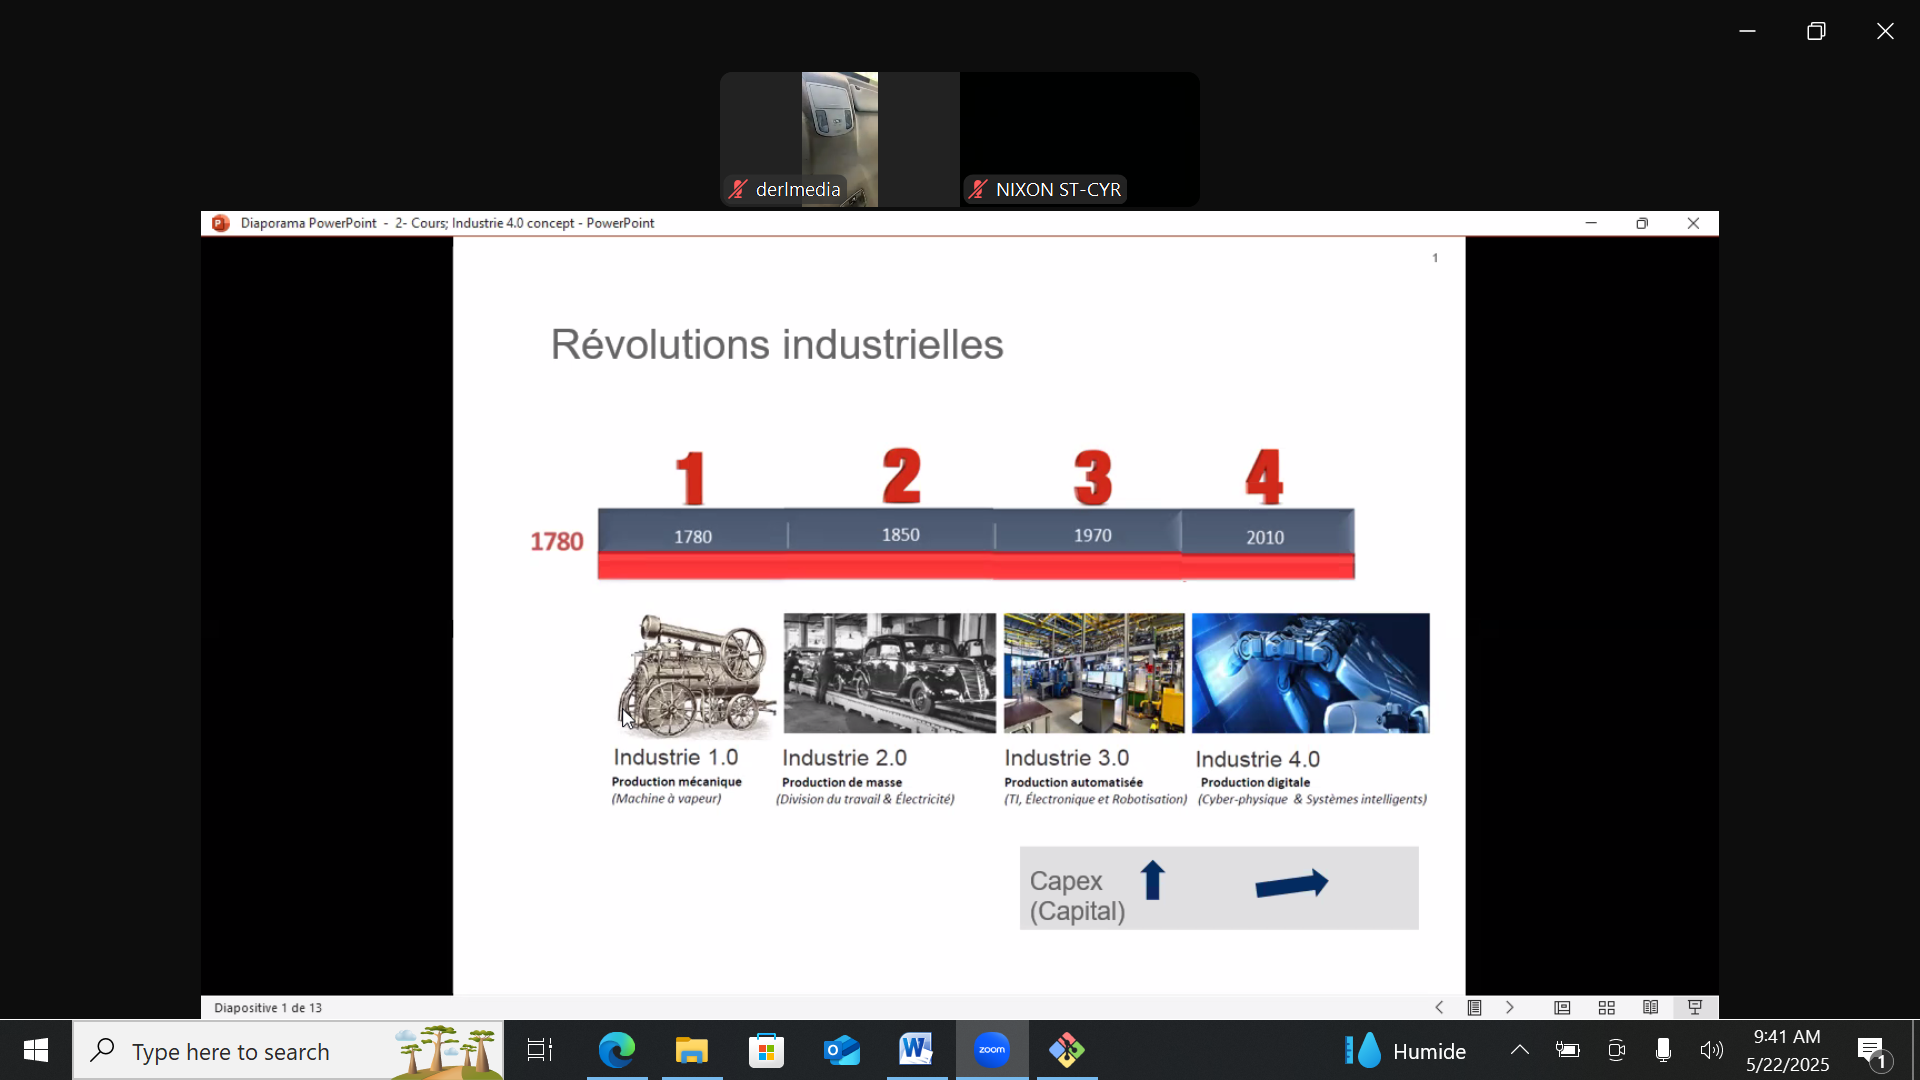 derlmedia
NIXON ST-CYR
Diaporama PowerPoint - 2- Cours; Industrie 4.0 concept - PowerPoint
1
Révolutions industrielles
1 2 3 4
1780 1780 1850 1970 2010
Industrie 1.0 Industrie 2.0 Industrie 3.0 Industrie 4.0
Production mécanique Production de masse Production automatisée Production digitale
(Machine à vapeur) (Division du travail & Électricité) (TI, Électronique et Robotisation) (Cyber-physique & Systèmes intelligents)
Capex
(Capital)
Diapositive 1 de 13
Type here to search
zoom
Humide
9:41 AM
5/22/2025
1